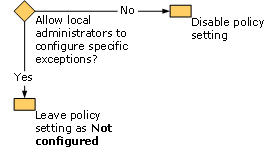 Allow local
administrators to
configure specific
exceptions?
No
Disable policy
setting
Yes
Leave policy
setting as Not
configured